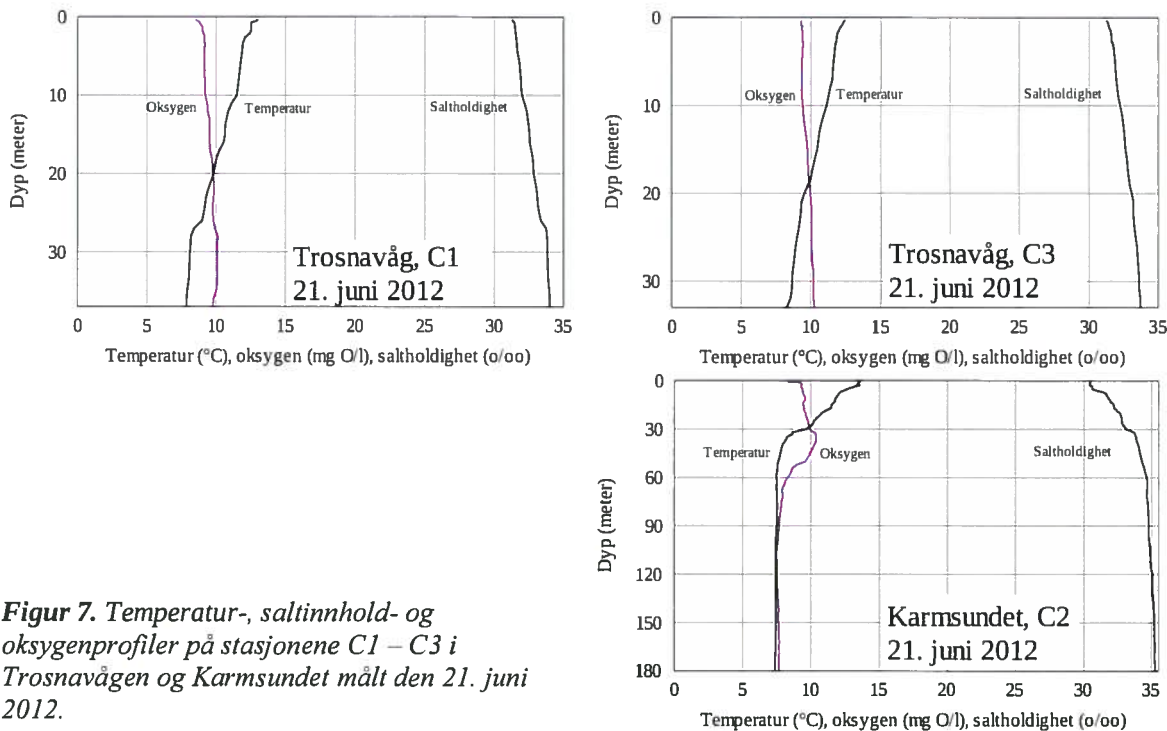 0
10
20
30
Dyp (meter)
Oksygen
Temperatur
Saltholdighet
Trosnavåg, C1
21. juni 2012
0 5 10 15 20 25 30 35
Temperatur (°C), oksygen (mg O/l), saltholdighet (o/oo)
0
10
20
30
Dyp (meter)
Oksygen
Temperatur
Saltholdighet
Trosnavåg, C3
21. juni 2012
0 5 10 15 20 25 30 35
Temperatur (°C), oksygen (mg O/l), saltholdighet (o/oo)
0
30
60
90
120
150
180
Dyp (meter)
Temperatur
Oksygen
Saltholdighet
Karmsundet, C2
21. juni 2012
0 5 10 15 20 25 30 35
Temperatur (°C), oksygen (mg O/l), saltholdighet (o/oo)
Figur 7. Temperatur-, saltinnhold- og
oksygenprofiler på stasjonene C1 – C3 i
Trosnavågen og Karmsundet målt den 21. juni
2012.